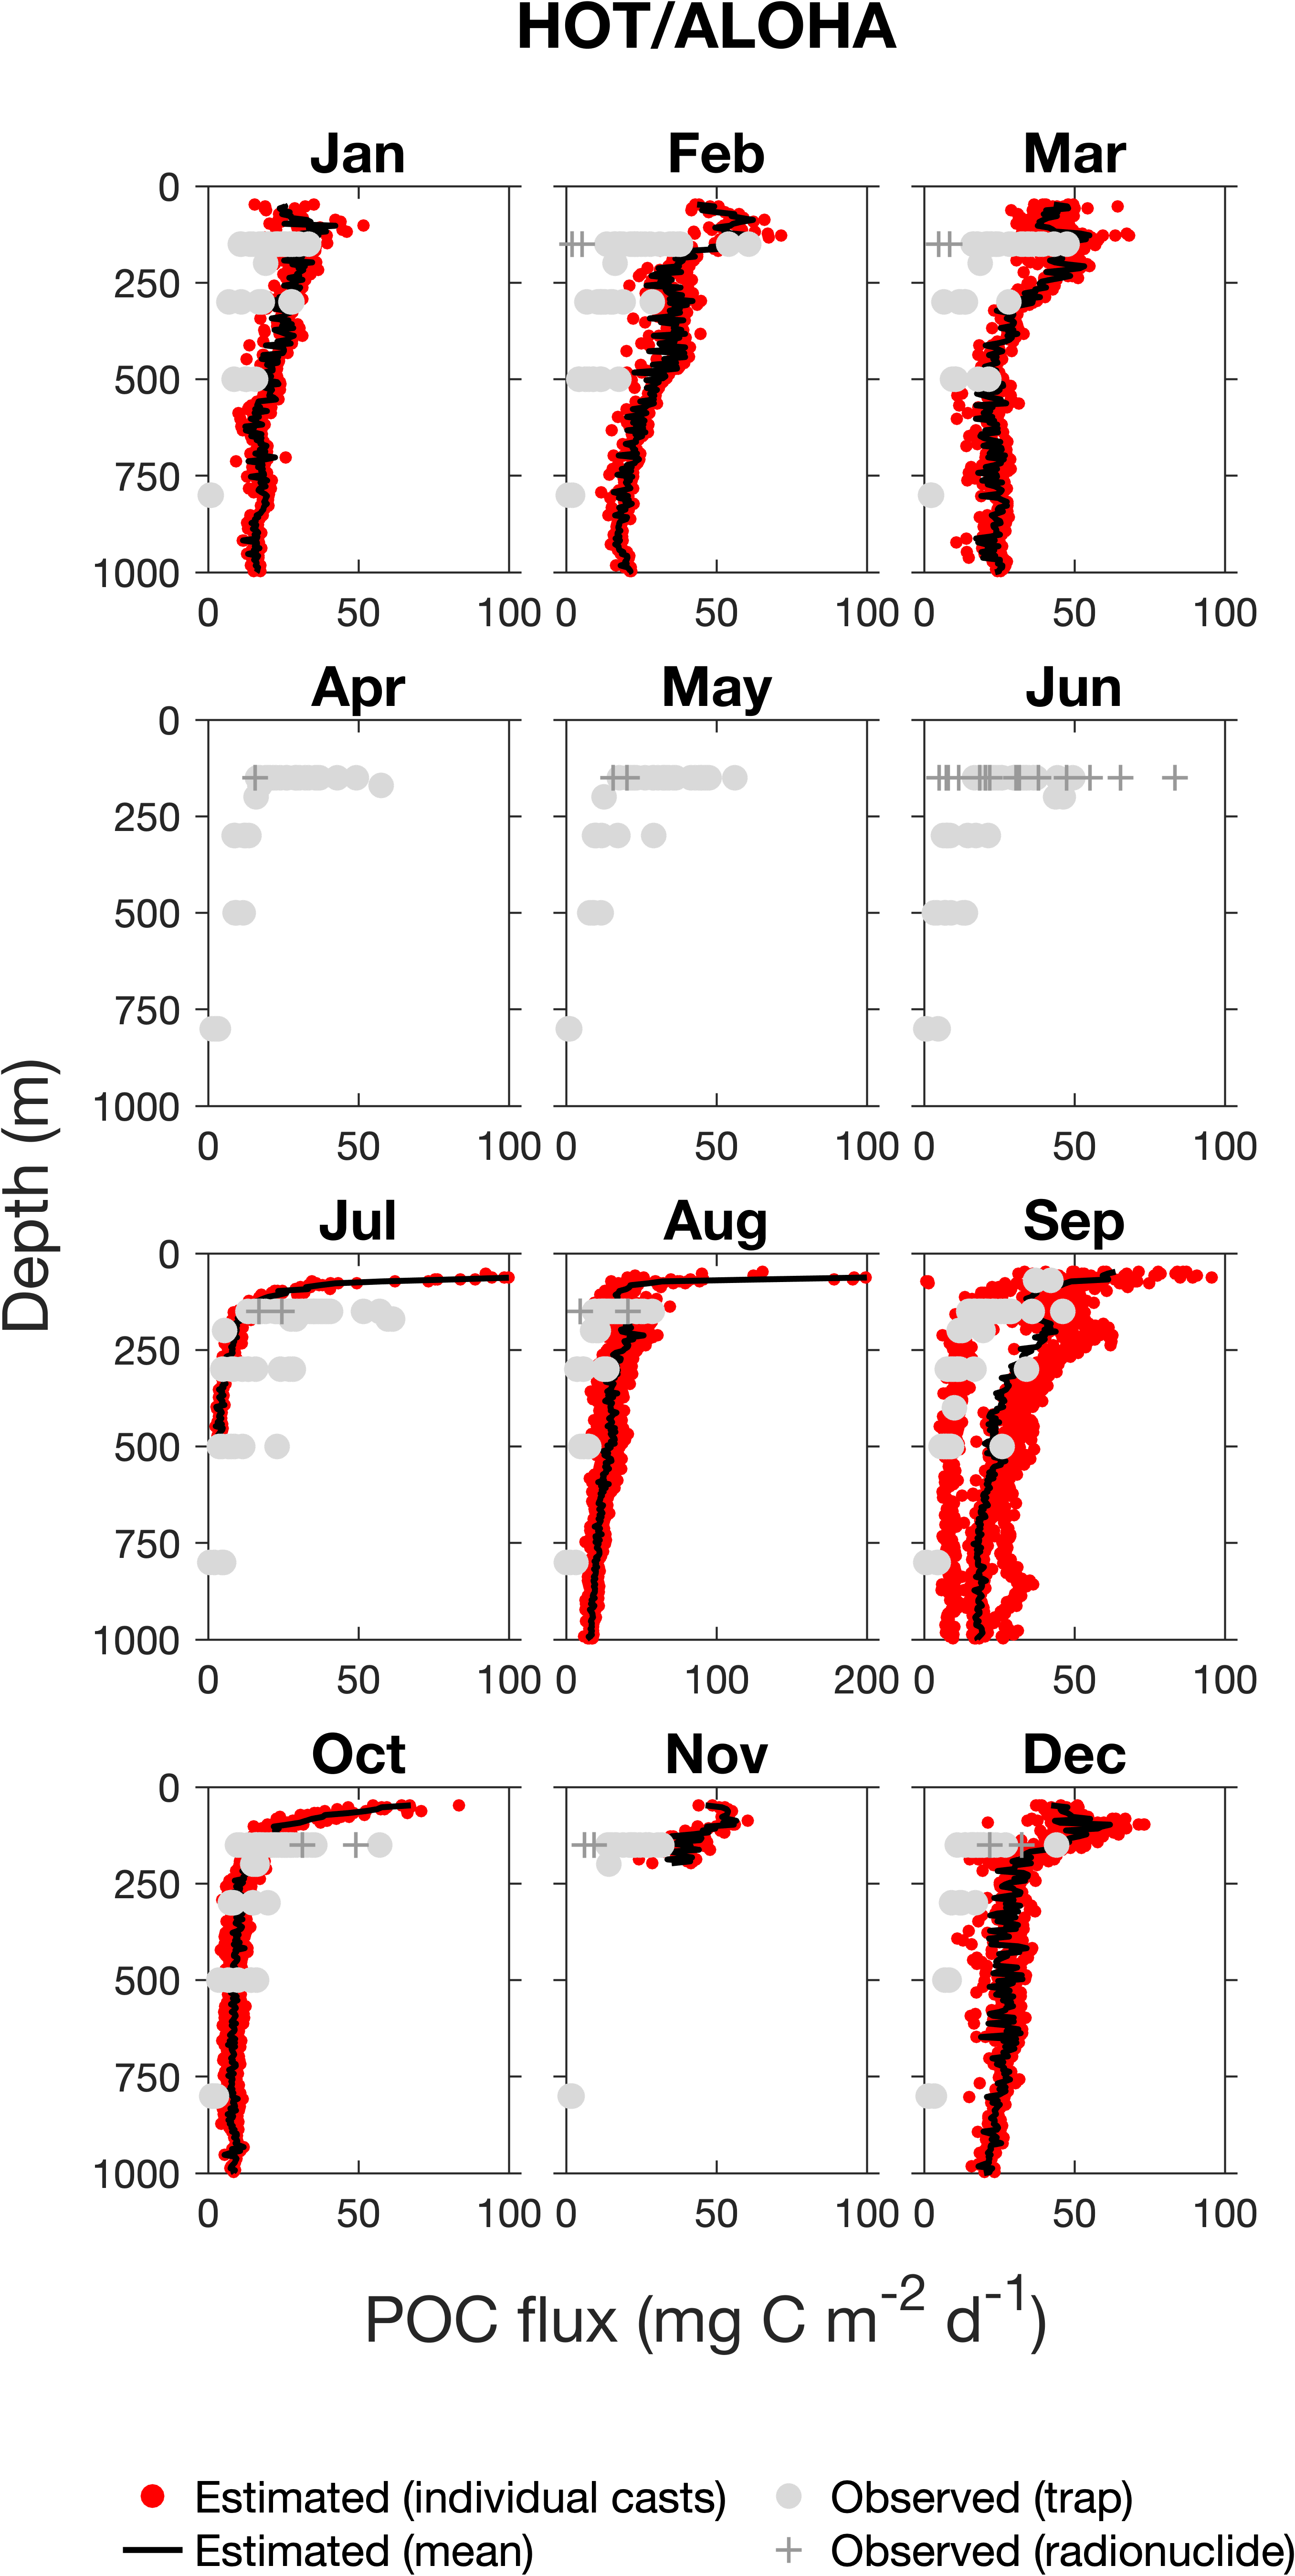 HOT/ALOHA
Jan Feb Mar
0
250
500
750
1000
0 50 100 0 50 100 0 50 100
Apr May Jun
0
250
500
750
1000
0 50 100 0 50 100 0 50 100
Depth (m)
Jul Aug Sep
0
250
500
750
1000
0 50 100 0 100 200 0 50 100
Oct Nov Dec
0
250
500
750
1000
0 50 100 0 50 100 0 50 100
POC flux (mg C m⁻² d⁻¹)
Estimated (individual casts) Observed (trap)
Estimated (mean) Observed (radionuclide)